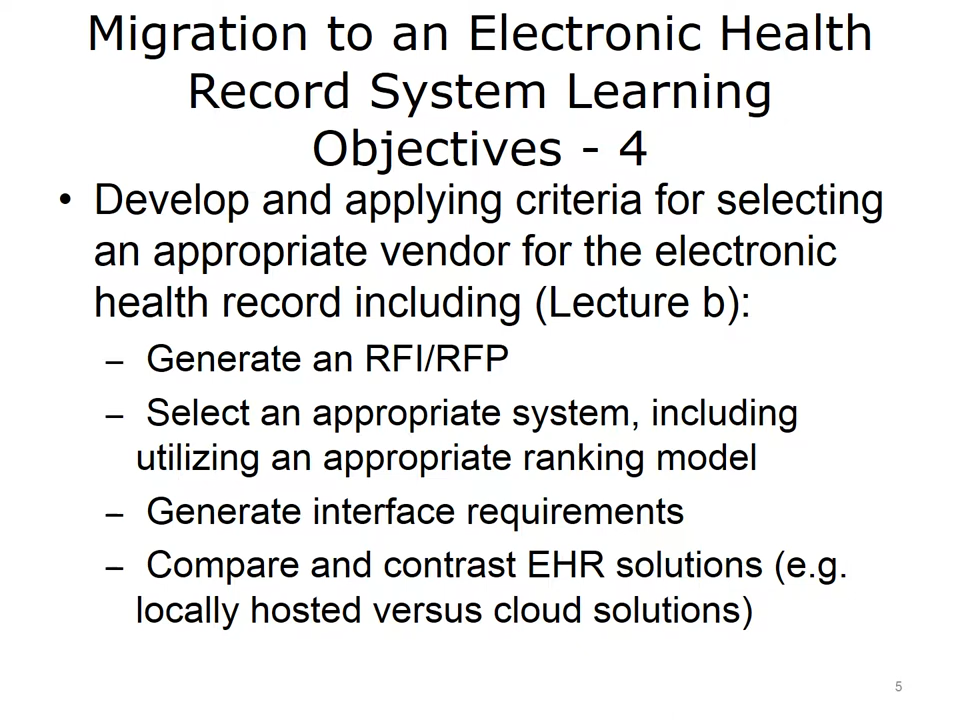 Migration to an Electronic Health
Record System Learning
Objectives - 4
• Develop and applying criteria for selecting
an appropriate vendor for the electronic
health record including (Lecture b):
– Generate an RFI/RFP
– Select an appropriate system, including
utilizing an appropriate ranking model
– Generate interface requirements
– Compare and contrast EHR solutions (e.g.
locally hosted versus cloud solutions)
5